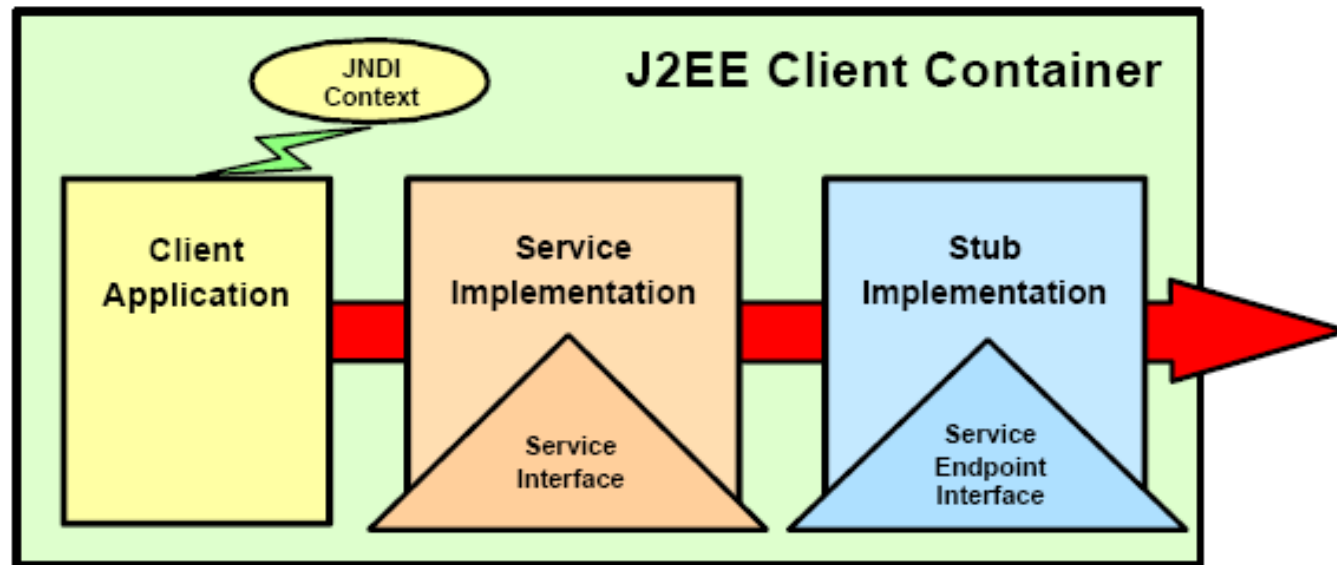 J2EE Client Container
JNDI
Context
Client
Application
Service
Implementation
Service
Interface
Stub
Implementation
Service
Endpoint
Interface